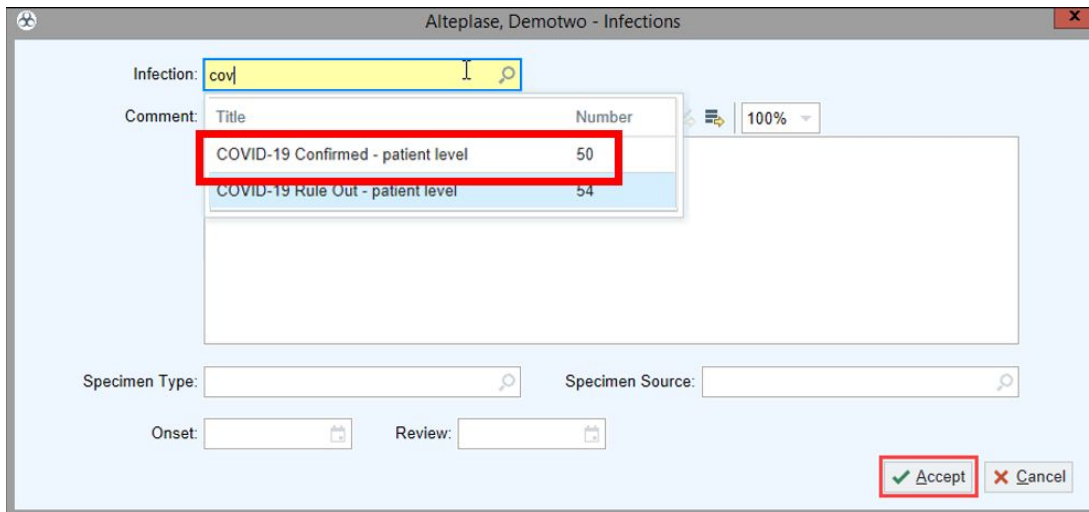 Alteplase, Demotwo - Infections
x
Infection: cov
Comment: Title Number 100%
COVID-19 Confirmed - patient level 50
COVID-19 Rule Out - patient level 54
Specimen Type: Specimen Source:
Onset: Review:
Accept Cancel